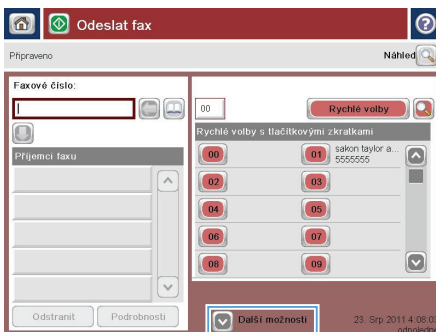 Odeslat fax
Připraveno
Náhled
Faxové číslo:
00
Rychlé volby
Rychlé volby s tlačítkovými zkratkami
Příjemci faxu
00
01
sakon taylor a...
5555555
02
03
04
05
06
07
08
09
Odstranit
Podrobnosti
Další možnosti
23. Srp 2011 4:08:0